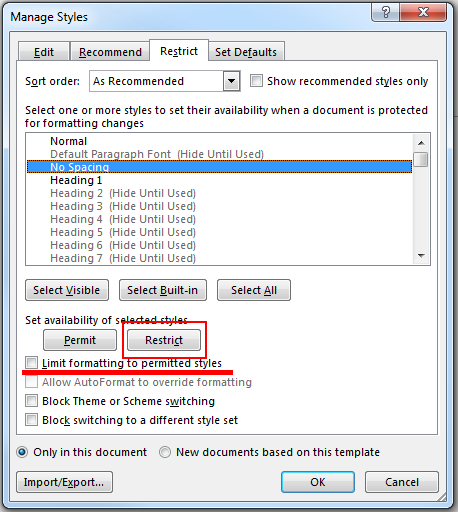 Manage Styles
Edit Recommend Restrict Set Defaults
Sort order: As Recommended Show recommended styles only
Select one or more styles to set their availability when a document is protected
for formatting changes
Normal
Default Paragraph Font (Hide Until Used)
No Spacing
Heading 1
Heading 2 (Hide Until Used)
Heading 3 (Hide Until Used)
Heading 4 (Hide Until Used)
Heading 5 (Hide Until Used)
Heading 6 (Hide Until Used)
Heading 7 (Hide Until Used)
Select Visible Select Built-in Select All
Set availability of selected styles
Permit Restrict
Limit formatting to permitted styles
Allow AutoFormat to override formatting
Block Theme or Scheme switching
Block switching to a different style set
Only in this document New documents based on this template
Import/Export... OK Cancel